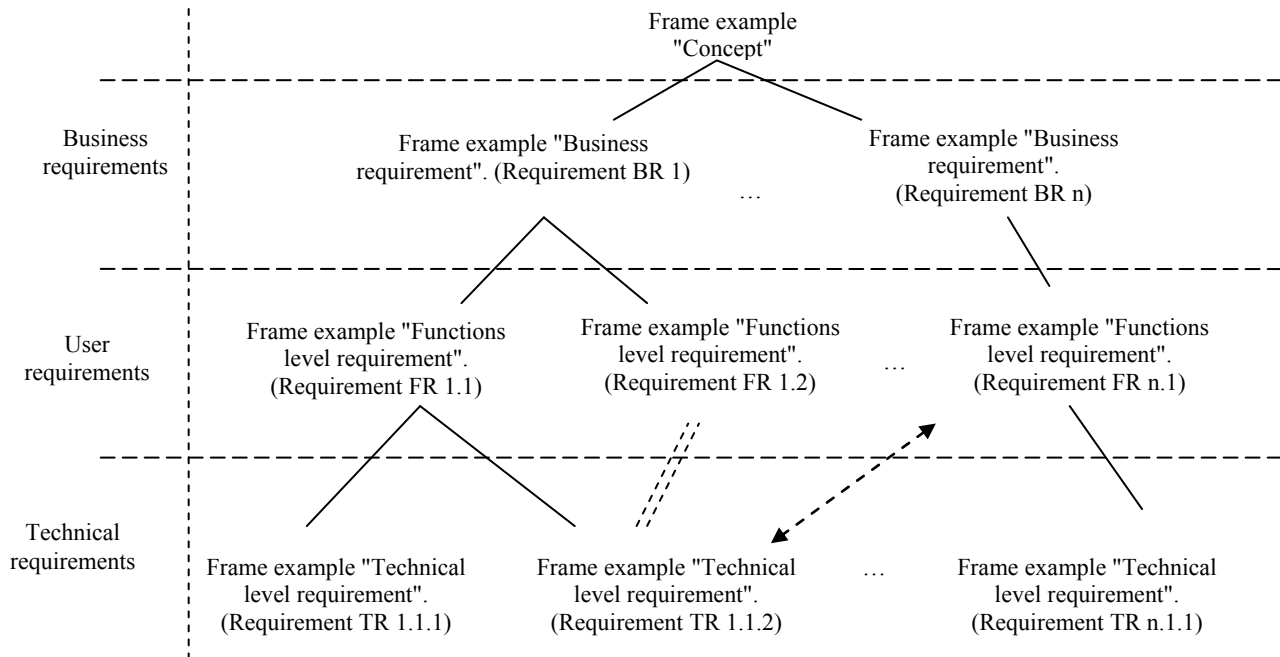 Frame example
"Concept"
Business
requirements
Frame example "Business
requirement". (Requirement BR 1)
…
Frame example "Business
requirement".
(Requirement BR n)
User
requirements
Frame example "Functions
level requirement".
(Requirement FR 1.1)
Frame example "Functions
level requirement".
(Requirement FR 1.2)
…
Frame example "Functions
level requirement".
(Requirement FR n.1)
Technical
requirements
Frame example "Technical
level requirement".
(Requirement TR 1.1.1)
Frame example "Technical
level requirement".
(Requirement TR 1.1.2)
…
Frame example "Technical
level requirement".
(Requirement TR n.1.1)